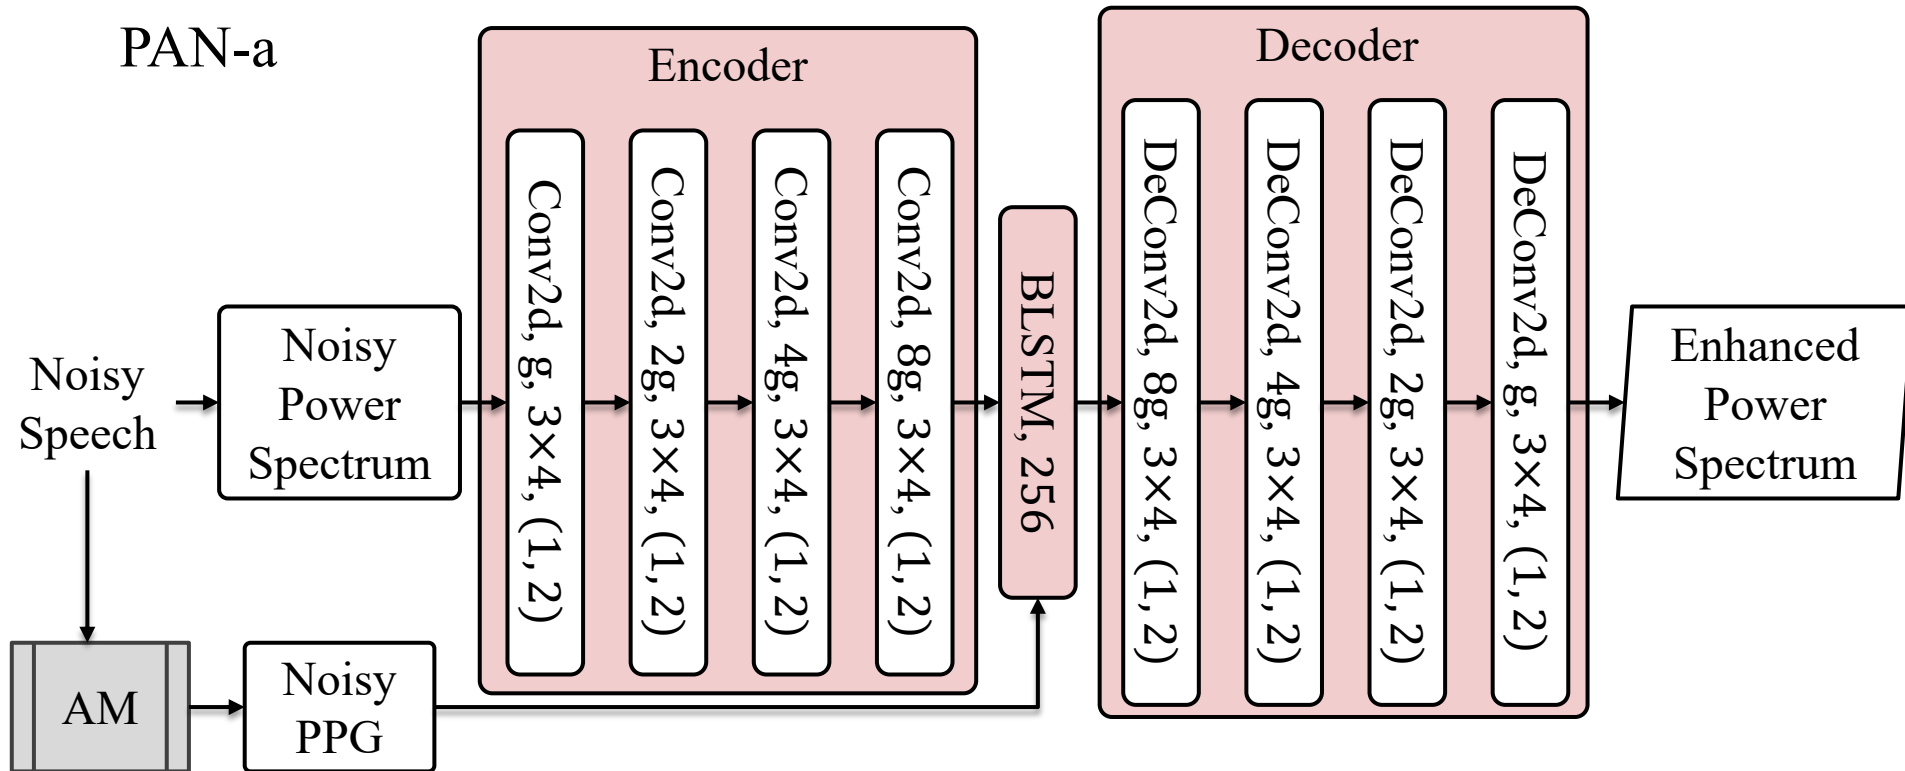 PAN-a
Encoder
Decoder
Noisy
Speech
Noisy
Power
Spectrum
Conv2d, g, 3×4, (1, 2)
Conv2d, 2g, 3×4, (1, 2)
Conv2d, 4g, 3×4, (1, 2)
Conv2d, 8g, 3×4, (1, 2)
BLSTM, 256
DeConv2d, 8g, 3×4, (1, 2)
DeConv2d, 4g, 3×4, (1, 2)
DeConv2d, 2g, 3×4, (1, 2)
DeConv2d, g, 3×4, (1, 2)
Enhanced
Power
Spectrum
AM
Noisy
PPG